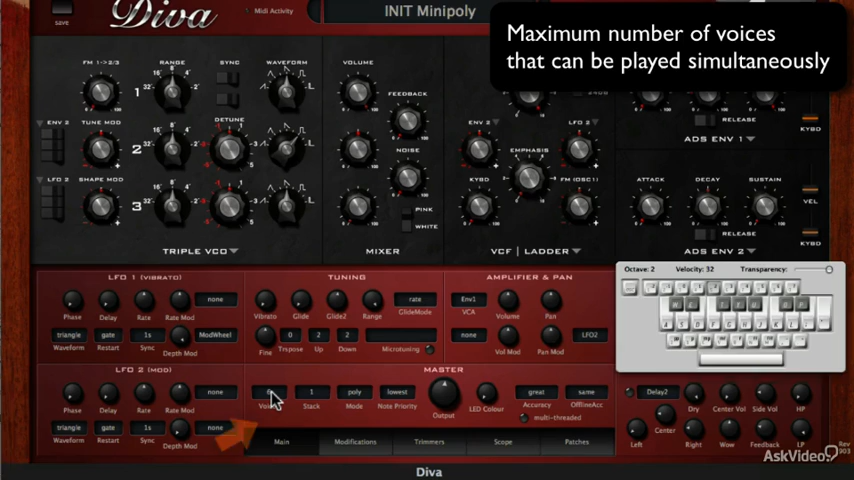 SAVE
Diva
Midi Activity
INIT Minipoly
Maximum number of voices
that can be played simultaneously
FM 1->2/3
RANGE
SYNC
WAVEFORM
VOLUME
FEEDBACK
1
ENV 2
TUNE MOD
DETUNE
ENV 2
LFO 2
RELEASE
KYBD
2
EMPHASIS
ADS ENV 1
NOISE
LFO 2
SHAPE MOD
KYBD
FM (OSC1)
ATTACK
DECAY
SUSTAIN
VEL
3
PINK
WHITE
RELEASE
KYBD
TRIPLE VCO
MIXER
VCF | LADDER
ADS ENV 2
LFO 1 (VIBRATO)
TUNING
AMPLIFIER & PAN
Octave: 2
Velocity: 32
Transparency:
none
rate
Env1
Phase
Delay
Rate
Rate Mod
Vibrato
Glide
Glide2
Range
GlideMode
VCA
Volume
Pan
triangle
gate
1s
ModWheel
0
2
2
none
LFO2
Waveform
Restart
Sync
Depth Mod
Fine
Trspose
Up
Down
Microtuning
Vol Mod
Pan Mod
LFO 2 (MOD)
MASTER
none
1
poly
lowest
great
same
Delay2
Phase
Delay
Rate
Rate Mod
Stack
Mode
Note Priority
Output
LED Colour
Accuracy
OfflineAcc
Dry
Center Vol
Side Vol
HP
multi-threaded
triangle
gate
1s
none
Waveform
Restart
Sync
Depth Mod
Main
Modifications
Trimmers
Scope
Patches
Left
Center
Right
Wow
Feedback
LP
Rev
903
AskVideo
Diva